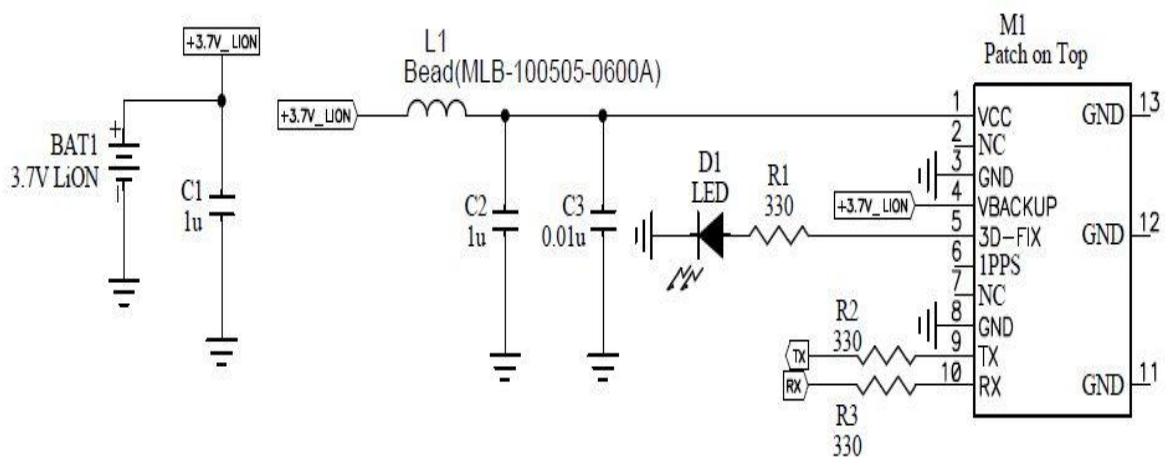 +3.7V_LION
BAT1
3.7V LiON
+
C1
1u
+3.7V_LION
L1
Bead(MLB-100505-0600A)
C2
1u
C3
0.01u
D1
LED
R1
330
+3.7V_LION
TX
RX
R2
330
R3
330
M1
Patch on Top
1 VCC
2 NC
3 GND
4 VBACKUP
5 3D-FIX
6 1PPS
7 NC
8 GND
9 TX
10 RX
GND 13
GND 12
GND 11